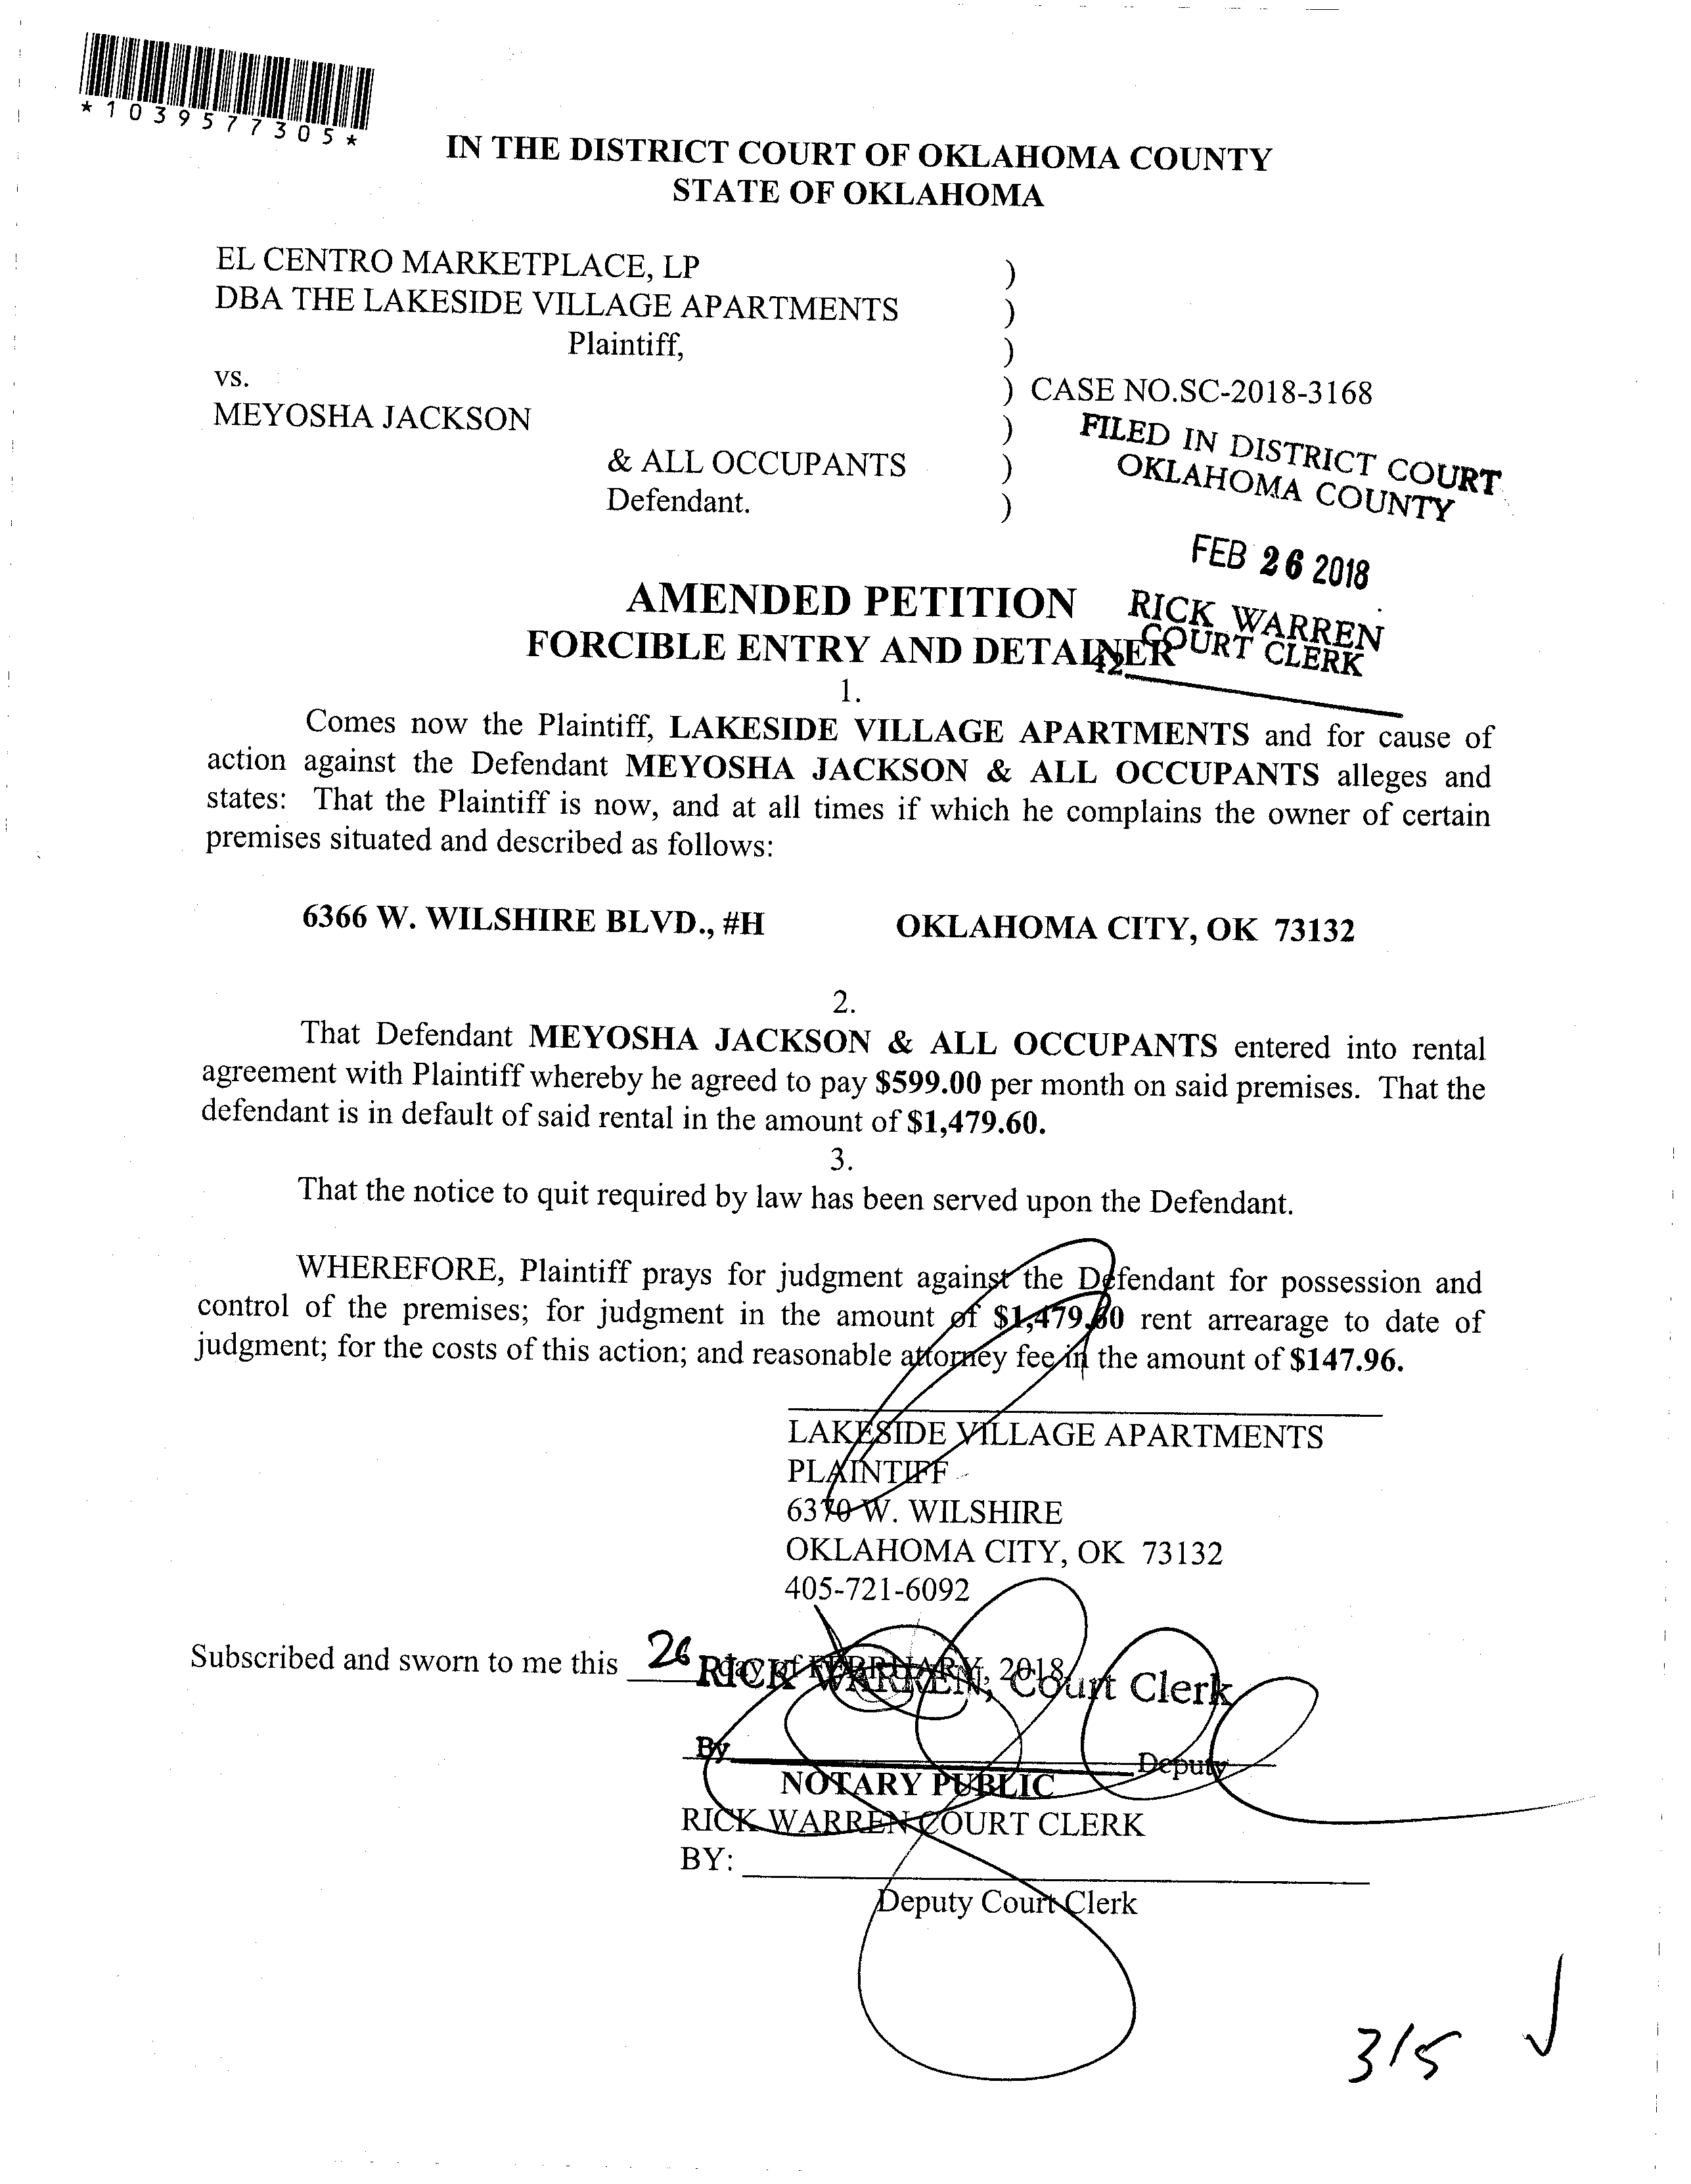 *1039577305*
IN THE DISTRICT COURT OF OKLAHOMA COUNTY
STATE OF OKLAHOMA
EL CENTRO MARKETPLACE, LP )
DBA THE LAKESIDE VILLAGE APARTMENTS )
Plaintiff, )
vs. ) CASE NO.SC-2018-3168
MEYOSHA JACKSON )
& ALL OCCUPANTS )
Defendant. )
FILED IN DISTRICT COURT
OKLAHOMA COUNTY
FEB 26 2018
RICK WARREN
COURT CLERK
42
AMENDED PETITION
FORCIBLE ENTRY AND DETAINER
1.
Comes now the Plaintiff, LAKESIDE VILLAGE APARTMENTS and for cause of
action against the Defendant MEYOSHA JACKSON & ALL OCCUPANTS alleges and
states: That the Plaintiff is now, and at all times if which he complains the owner of certain
premises situated and described as follows:
6366 W. WILSHIRE BLVD., #H OKLAHOMA CITY, OK 73132
2.
That Defendant MEYOSHA JACKSON & ALL OCCUPANTS entered into rental
agreement with Plaintiff whereby he agreed to pay $599.00 per month on said premises. That the
defendant is in default of said rental in the amount of $1,479.60.
3.
That the notice to quit required by law has been served upon the Defendant.
WHEREFORE, Plaintiff prays for judgment against the Defendant for possession and
control of the premises; for judgment in the amount of $1,479.60 rent arrearage to date of
judgment; for the costs of this action; and reasonable attorney fee in the amount of $147.96.
LAKESIDE VILLAGE APARTMENTS
PLAINTIFF
6370 W. WILSHIRE
OKLAHOMA CITY, OK 73132
405-721-6092
Subscribed and sworn to me this 26 day of FEBRUARY, 2018.
RICK WARREN, Court Clerk
By Deputy
NOTARY PUBLIC
RICK WARREN COURT CLERK
BY:
Deputy Court Clerk
3/5 ✓